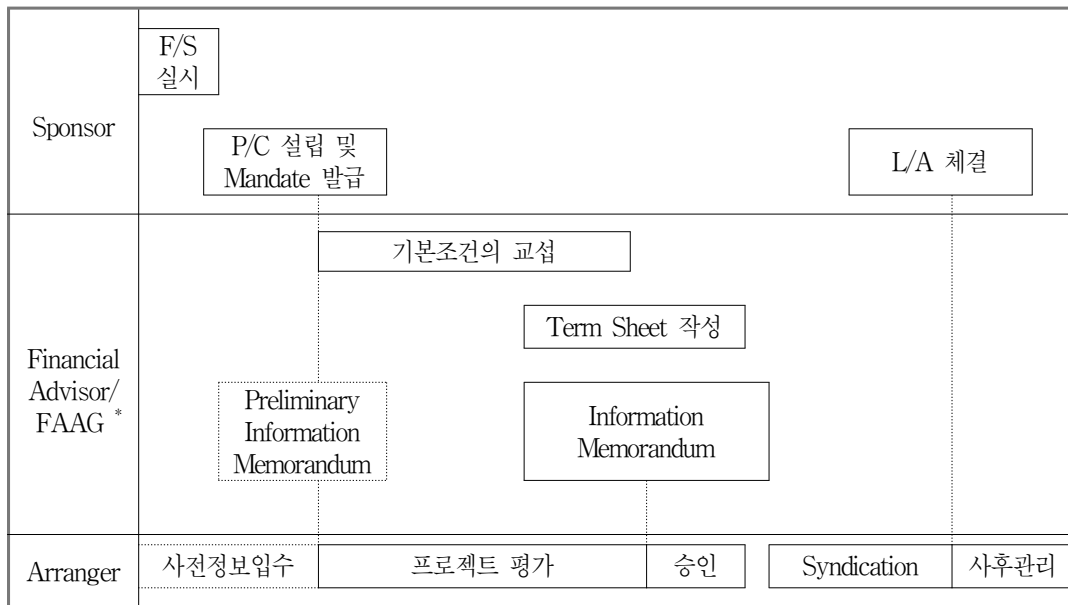 Sponsor
F/S
실시
P/C 설립 및
Mandate 발급
L/A 체결
Financial
Advisor/
FAAG *
기본조건의 교섭
Term Sheet 작성
Preliminary
Information
Memorandum
Information
Memorandum
Arranger
사전정보입수
프로젝트 평가
승인
Syndication
사후관리